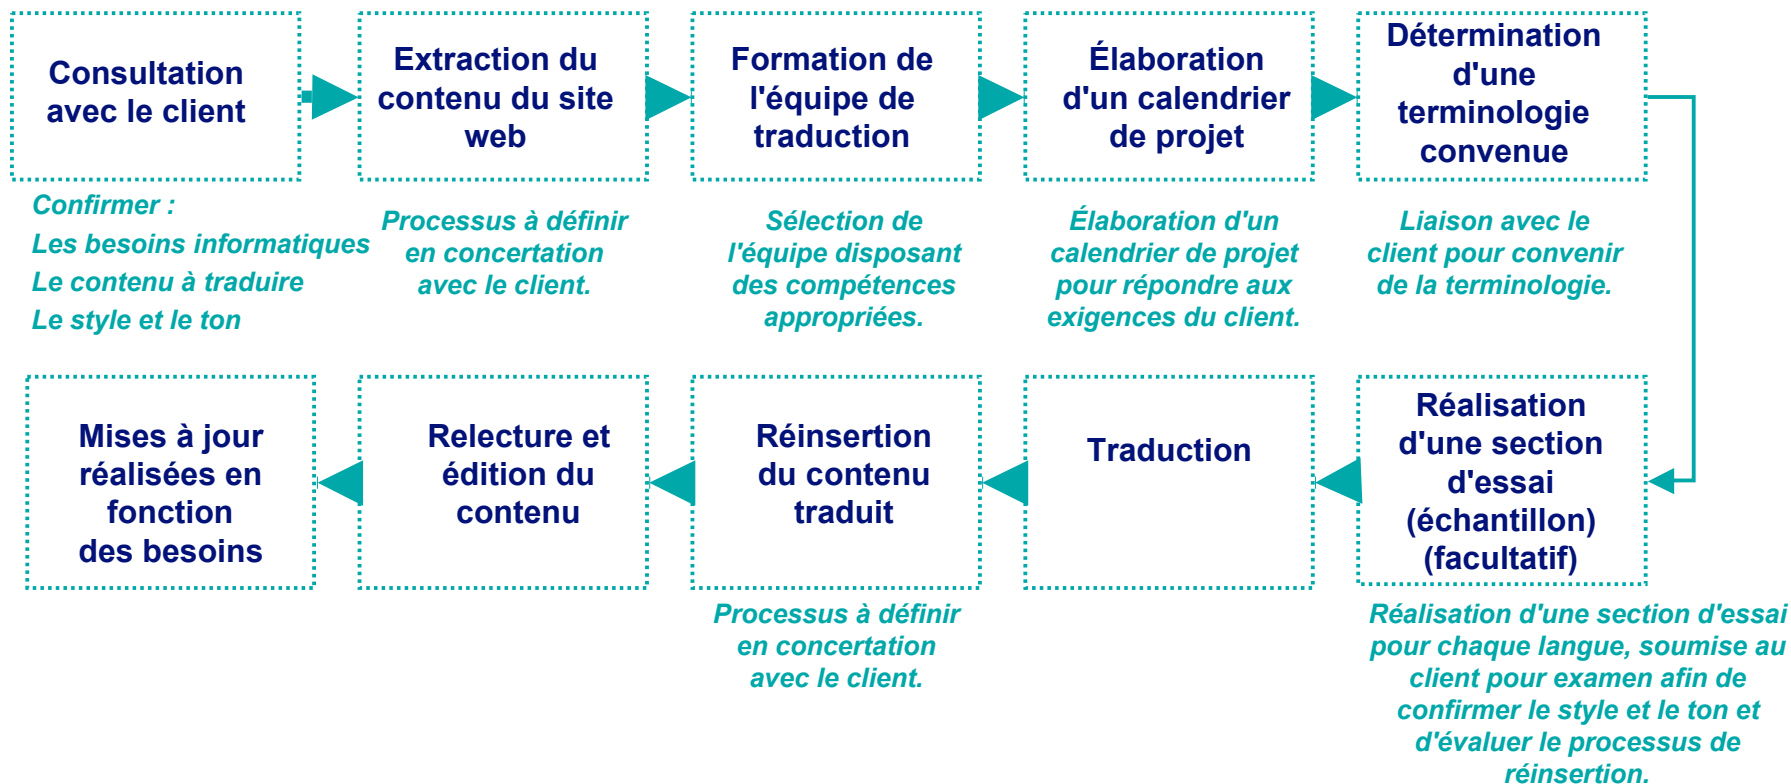 Consultation
avec le client
Extraction du
contenu du site
web
Formation de
l'équipe de
traduction
Élaboration
d'un calendrier
de projet
Détermination
d'une
terminologie
convenue
Confirmer :
Les besoins informatiques
Le contenu à traduire
Le style et le ton
Processus à définir
en concertation
avec le client.
Sélection de
l'équipe disposant
des compétences
appropriées.
Élaboration d'un
calendrier de projet
pour répondre aux
exigences du client.
Liaison avec le
client pour convenir
de la terminologie.
Mises à jour
réalisées en
fonction
des besoins
Relecture et
édition du
contenu
Réinsertion
du contenu
traduit
Traduction
Réalisation
d'une section
d'essai
(échantillon)
(facultatif)
Processus à définir
en concertation
avec le client.
Réalisation d'une section d'essai
pour chaque langue, soumise au
client pour examen afin de
confirmer le style et le ton et
d'évaluer le processus de
réinsertion.